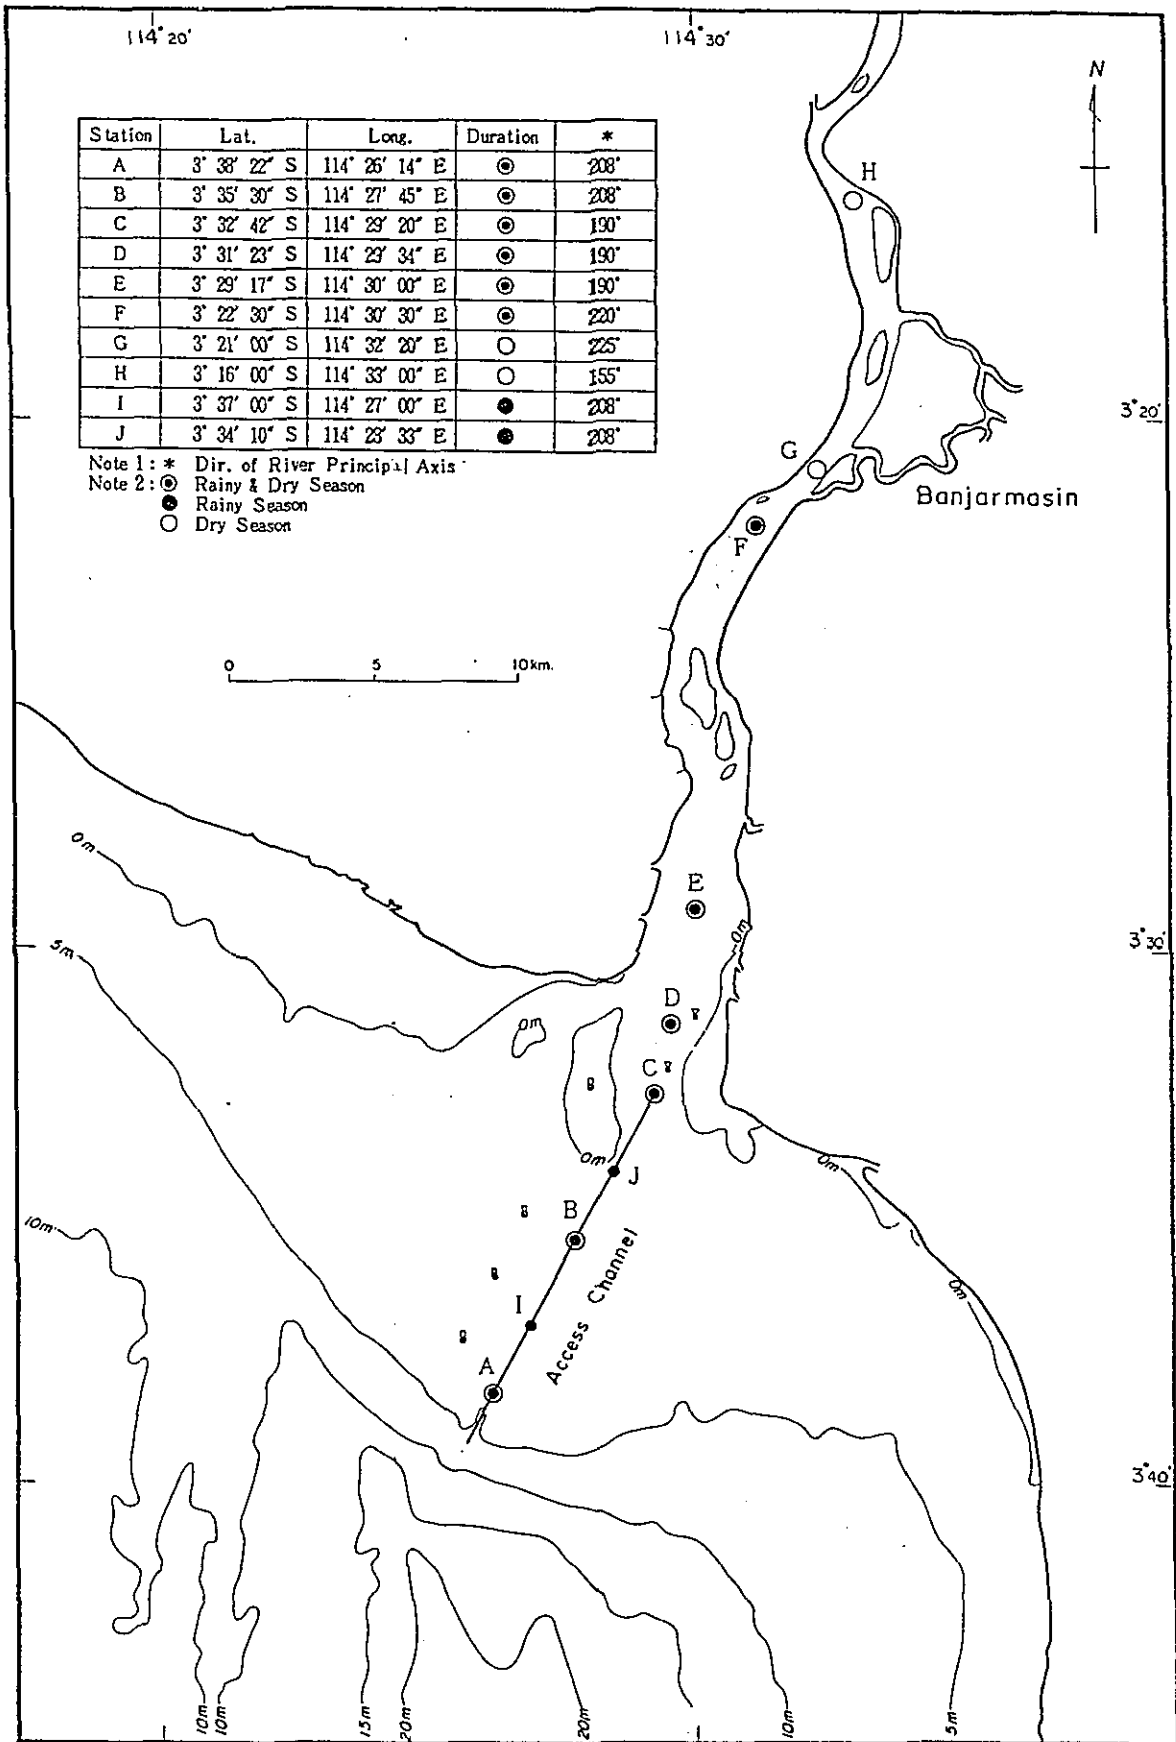 114° 20'
114° 30'
N
Station Lat. Long. Duration *
A 3° 38' 22" S 114° 26' 14" E ◉ 208°
B 3° 35' 30" S 114° 27' 45" E ◉ 208°
C 3° 32' 42" S 114° 29' 20" E ◉ 190°
D 3° 31' 23" S 114° 29' 34" E ◉ 190°
E 3° 29' 17" S 114° 30' 00" E ◉ 190°
F 3° 22' 30" S 114° 30' 30" E ◉ 220°
G 3° 21' 00" S 114° 32' 20" E ○ 225°
H 3° 16' 00" S 114° 33' 00" E ○ 155°
I 3° 37' 00" S 114° 27' 00" E ● 208°
J 3° 34' 10" S 114° 28' 33" E ● 208°
Note 1 : * Dir. of River Principal Axis
Note 2 : ◉ Rainy & Dry Season
● Rainy Season
○ Dry Season
H
3° 20'
G
Banjarmasin
F
0 5 10km.
0m
E
5m
0m
3° 30'
D
0m
C
0m
0m
J
10m
B
Access Channel
0m
I
A
3° 40'
10m
10m
15m
20m
20m
10m
5m